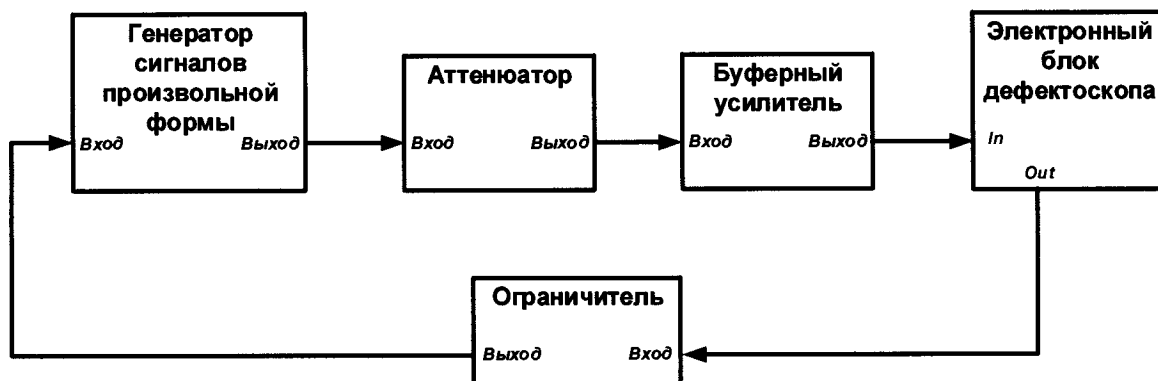 Генератор
сигналов
произвольной
формы
Вход
Выход
Аттенюатор
Вход
Выход
Буферный
усилитель
Вход
Выход
Электронный
блок
дефектоскопа
In
Out
Ограничитель
Выход
Вход